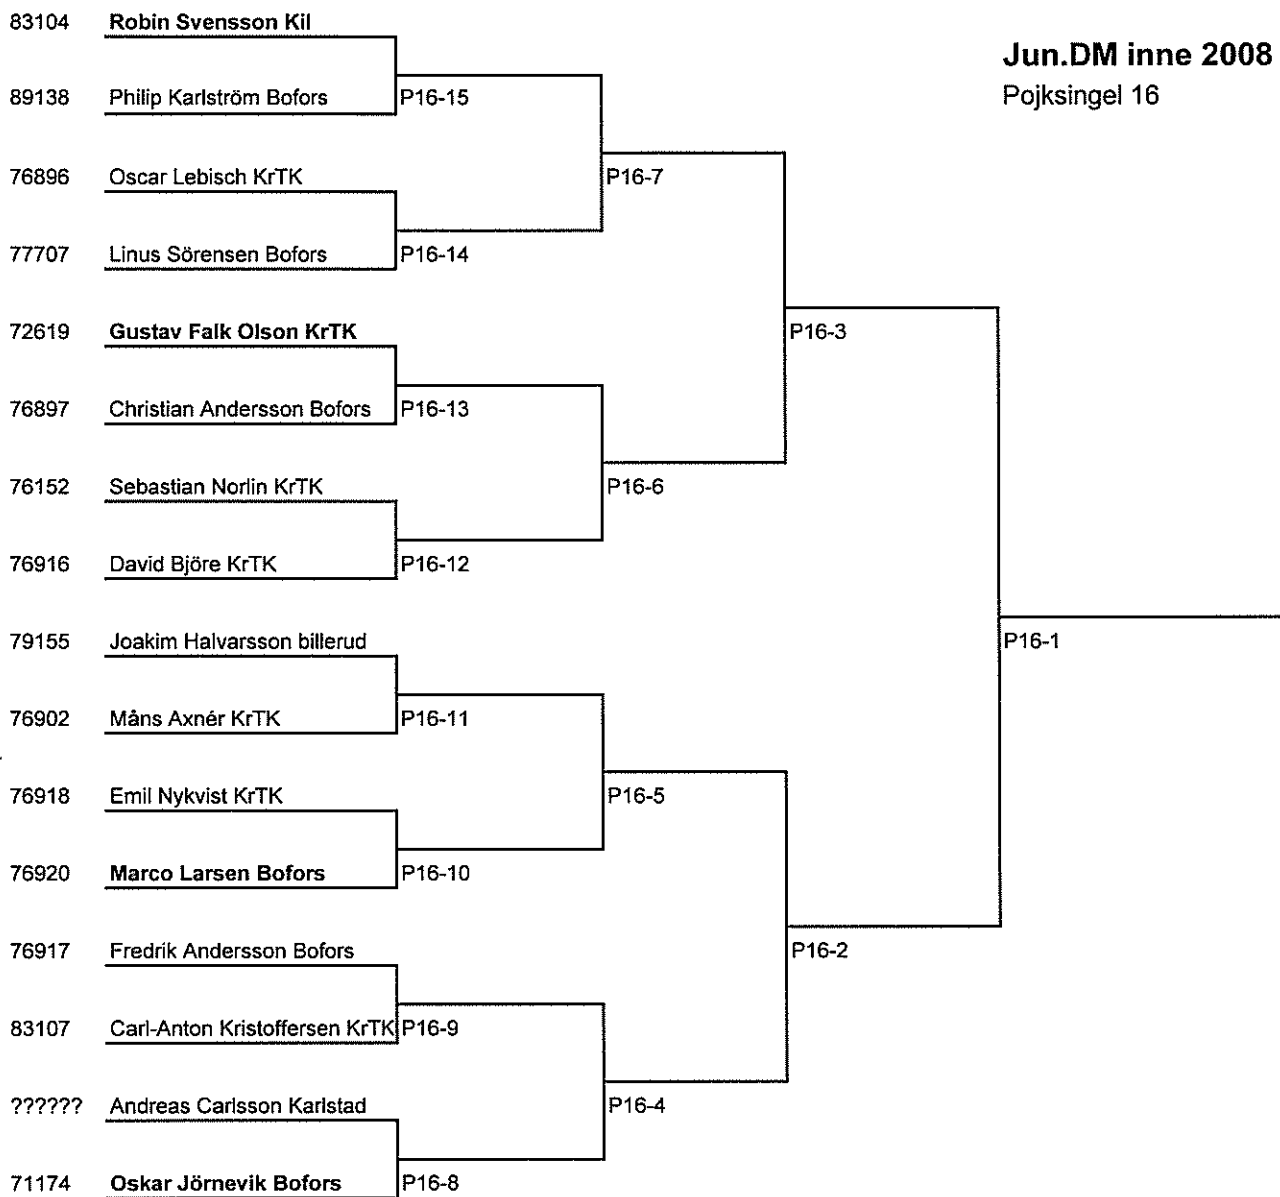 Jun.DM inne 2008
Pojksingel 16
83104 Robin Svensson Kil
89138 Philip Karlström Bofors P16-15
76896 Oscar Lebisch KrTK P16-7
77707 Linus Sörensen Bofors P16-14
72619 Gustav Falk Olson KrTK P16-3
76897 Christian Andersson Bofors P16-13
76152 Sebastian Norlin KrTK P16-6
76916 David Björe KrTK P16-12
79155 Joakim Halvarsson billerud P16-1
76902 Måns Axnér KrTK P16-11
76918 Emil Nykvist KrTK P16-5
76920 Marco Larsen Bofors P16-10
76917 Fredrik Andersson Bofors P16-2
83107 Carl-Anton Kristoffersen KrTK P16-9
?????? Andreas Carlsson Karlstad P16-4
71174 Oskar Jörnevik Bofors P16-8